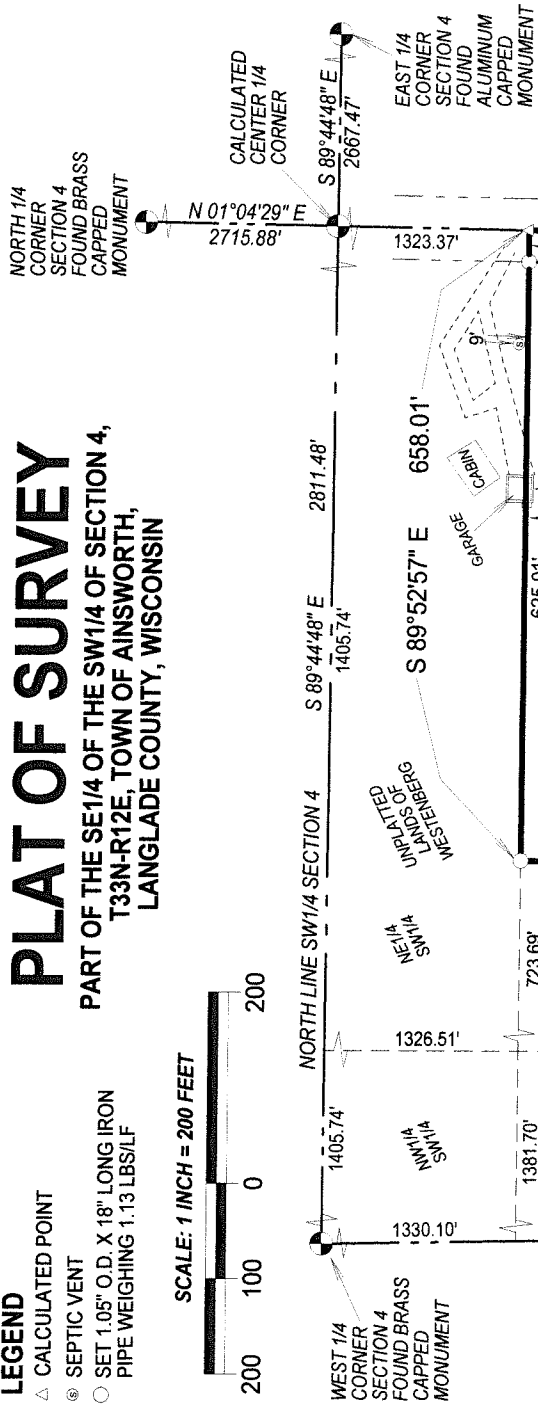 PLAT OF SURVEY
PART OF THE SE1/4 OF THE SW1/4 OF SECTION 4,
T33N-R12E, TOWN OF AINSWORTH,
LANGLADE COUNTY, WISCONSIN
LEGEND
△ CALCULATED POINT
Ⓢ SEPTIC VENT
○ SET 1.05" O.D. X 18" LONG IRON
PIPE WEIGHING 1.13 LBS/LF
SCALE: 1 INCH = 200 FEET
200 100 0 200
NORTH 1/4
CORNER
SECTION 4
FOUND BRASS
CAPPED
MONUMENT
N 01°04'29" E
2715.88'
CALCULATED
CENTER 1/4
CORNER
S 89°44'48" E
2667.47'
EAST 1/4
CORNER
SECTION 4
FOUND
ALUMINUM
CAPPED
MONUMENT
WEST 1/4
CORNER
SECTION 4
FOUND BRASS
CAPPED
MONUMENT
NORTH LINE SW1/4 SECTION 4
S 89°44'48" E
2811.48'
1405.74'
1405.74'
1330.10'
1326.51'
1323.37'
NW1/4
SW1/4
NE1/4
SW1/4
UNPLATTED
LANDS OF
WESTENBERG
S 89°52'57" E
658.01'
GARAGE
CABIN
9'
Ⓢ
1381.70'
723.69'